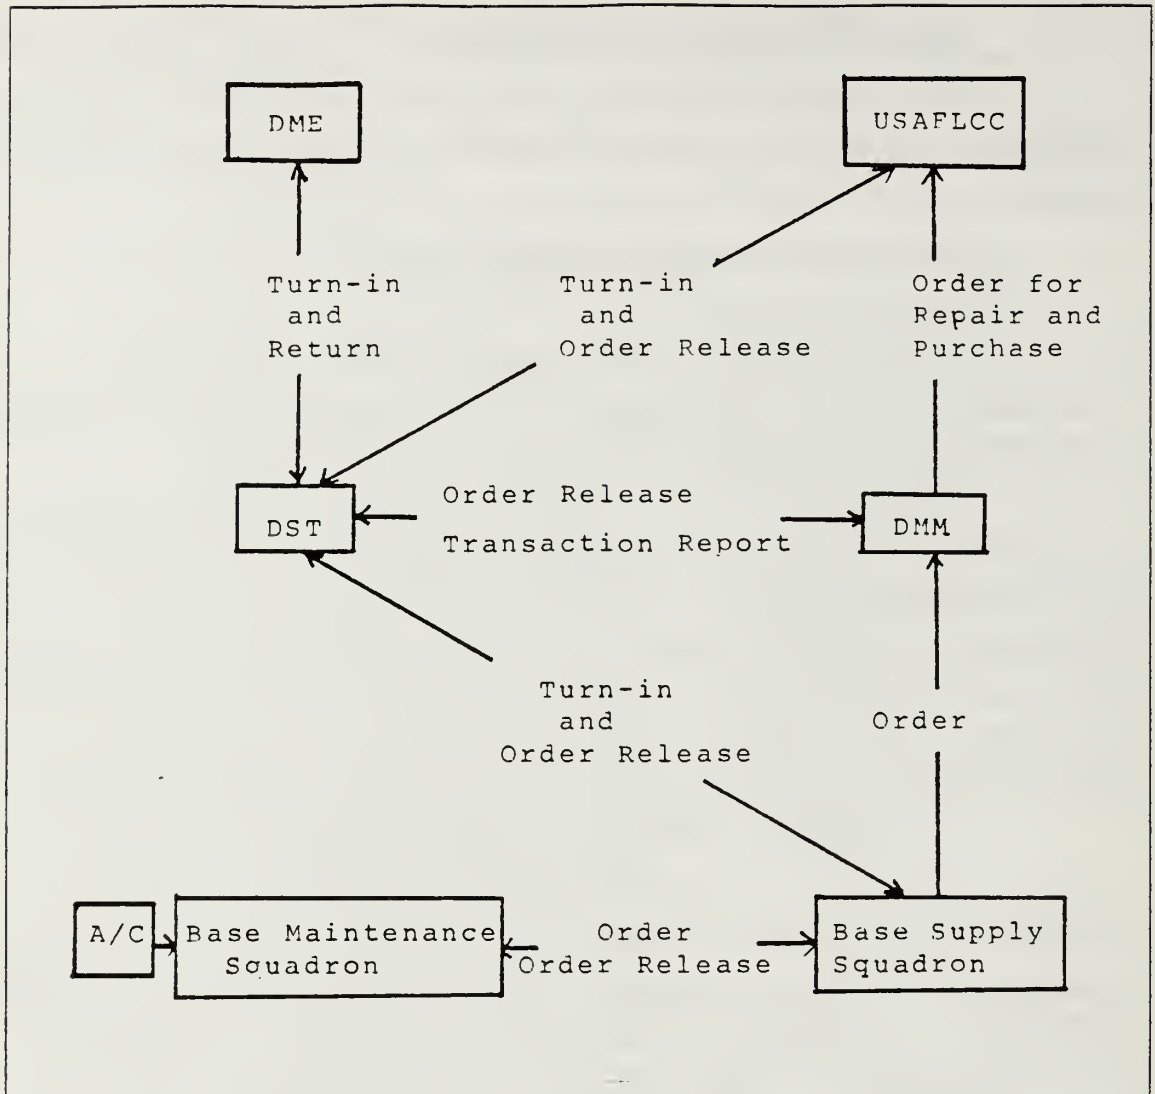 DME
USAFLCC
Turn-in
and
Return
Turn-in
and
Order Release
Order for
Repair and
Purchase
DST
Order Release
Transaction Report
DMM
Turn-in
and
Order Release
Order
A/C
Base Maintenance
Squadron
Order
Order Release
Base Supply
Squadron